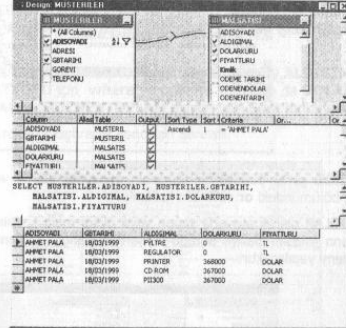 : Design: MUSTERILER
MUSTERILER
* (All Columns)
ADISOYADI
ADRESI
GBTARIHI
GOREVI
TELEFONU
MALSATISI
ADISOYADI
ALDIGIMAL
DOLARKURU
FIYATTURU
Kimlik
ODEME TARIHI
ODENENDOLAR
ODENENTARIH
Column Alias Table Output Sort Type Sort Criteria Or... Or
ADISOYADI MUSTERIL Ascendi 1 = 'AHMET PALA'
GBTARIHI MUSTERIL
ALDIGIMAL MALSATIS
DOLARKURU MALSATIS
FIYATTURU MALSATIS
SELECT MUSTERILER.ADISOYADI, MUSTERILER.GBTARIHI,
MALSATISI.ALDIGIMAL, MALSATISI.DOLARKURU,
MALSATISI.FIYATTURU
ADISOYADI GBTARIHI ALDIGIMAL DOLARKURU FIYATTURU
AHMET PALA 18/03/1999 FYLTRE 0 TL
AHMET PALA 18/03/1999 REGULATOR 0 TL
AHMET PALA 18/03/1999 PRINTER 368000 DOLAR
AHMET PALA 18/03/1999 CD ROM 367000 DOLAR
AHMET PALA 18/03/1999 PII300 267000 DOLAR